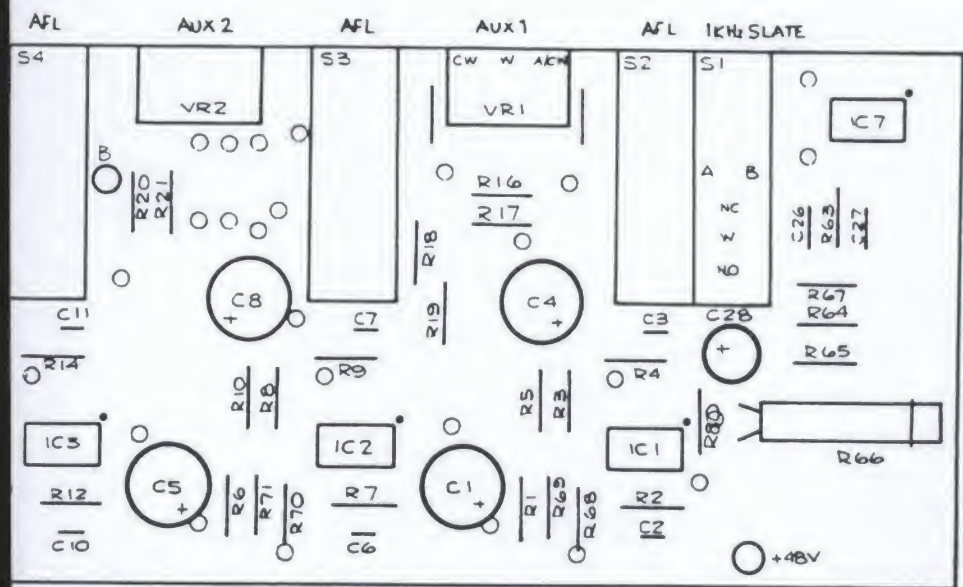 AFL AUX 2 AFL AUX 1 AFL 1KHz SLATE
S4 S3 CW W A/CW S2 S1
VR2 VR1 IC7
B
R20 R21 R16 A B
R17 NC C26 R63 C27
R18 W
NO
C8 R19 C4 R67
C11 C7 C3 C28 R64
+ + +
R14 R9 R4 R65
R10 R8 R5 R3
R80
IC3 IC2 IC1 R66
C5 C1
R12 R6 R71 R70 R7 R1 R69 R68 R2
+ +
C10 C6 C2 +48V